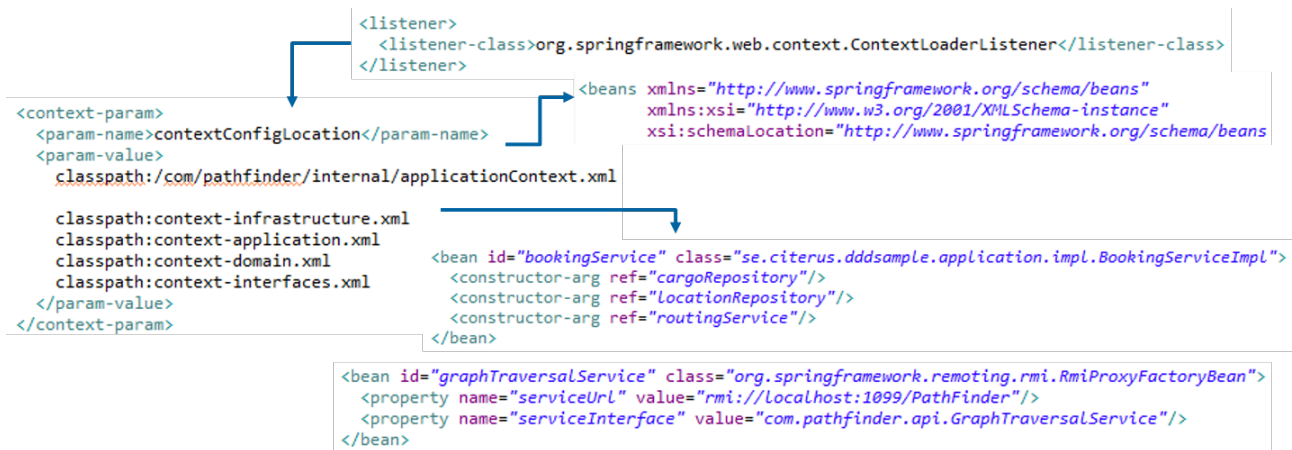 <listener>
<listener-class>org.springframework.web.context.ContextLoaderListener</listener-class>
</listener>
<context-param>
<param-name>contextConfigLocation</param-name>
<param-value>
classpath:/com/pathfinder/internal/applicationContext.xml
classpath:context-infrastructure.xml
classpath:context-application.xml
classpath:context-domain.xml
classpath:context-interfaces.xml
</param-value>
</context-param>
<beans xmlns="http://www.springframework.org/schema/beans"
xmlns:xsi="http://www.w3.org/2001/XMLSchema-instance"
xsi:schemaLocation="http://www.springframework.org/schema/beans
<bean id="bookingService" class="se.citerus.dddsample.application.impl.BookingServiceImpl">
<constructor-arg ref="cargoRepository"/>
<constructor-arg ref="locationRepository"/>
<constructor-arg ref="routingService"/>
</bean>
<bean id="graphTraversalService" class="org.springframework.remoting.rmi.RmiProxyFactoryBean">
<property name="serviceUrl" value="rmi://localhost:1099/PathFinder"/>
<property name="serviceInterface" value="com.pathfinder.api.GraphTraversalService"/>
</bean>